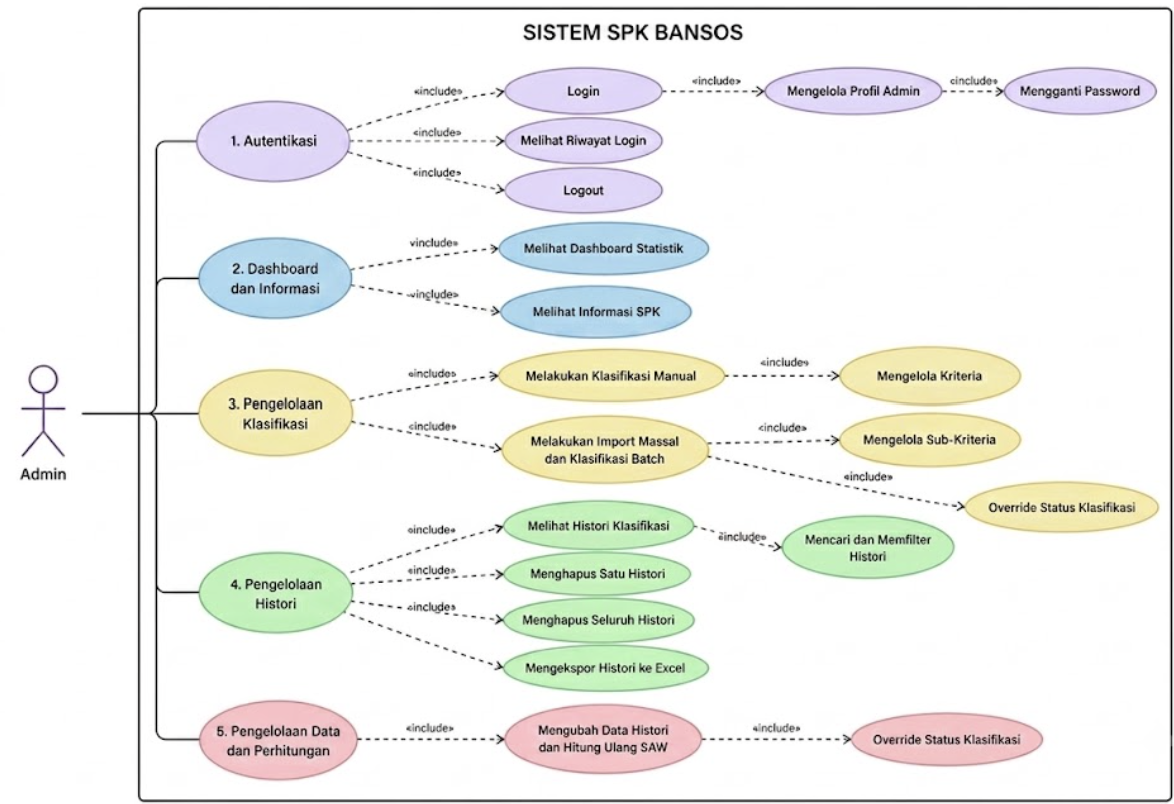 SISTEM SPK BANSOS
1. Autentikasi
«include»
Login
«include»
Mengelola Profil Admin
«include»
Mengganti Password
«include»
Melihat Riwayat Login
«include»
Logout
2. Dashboard
dan Informasi
«include»
Melihat Dashboard Statistik
«include»
Melihat Informasi SPK
Admin
3. Pengelolaan
Klasifikasi
«include»
Melakukan Klasifikasi Manual
«include»
Mengelola Kriteria
«include»
Melakukan Import Massal
dan Klasifikasi Batch
«include»
Mengelola Sub-Kriteria
«include»
Override Status Klasifikasi
4. Pengelolaan
Histori
«include»
Melihat Histori Klasifikasi
«include»
Mencari dan Memfilter
Histori
«include»
Menghapus Satu Histori
«include»
Menghapus Seluruh Histori
Mengekspor Histori ke Excel
5. Pengelolaan Data
dan Perhitungan
«include»
Mengubah Data Histori
dan Hitung Ulang SAW
«include»
Override Status Klasifikasi